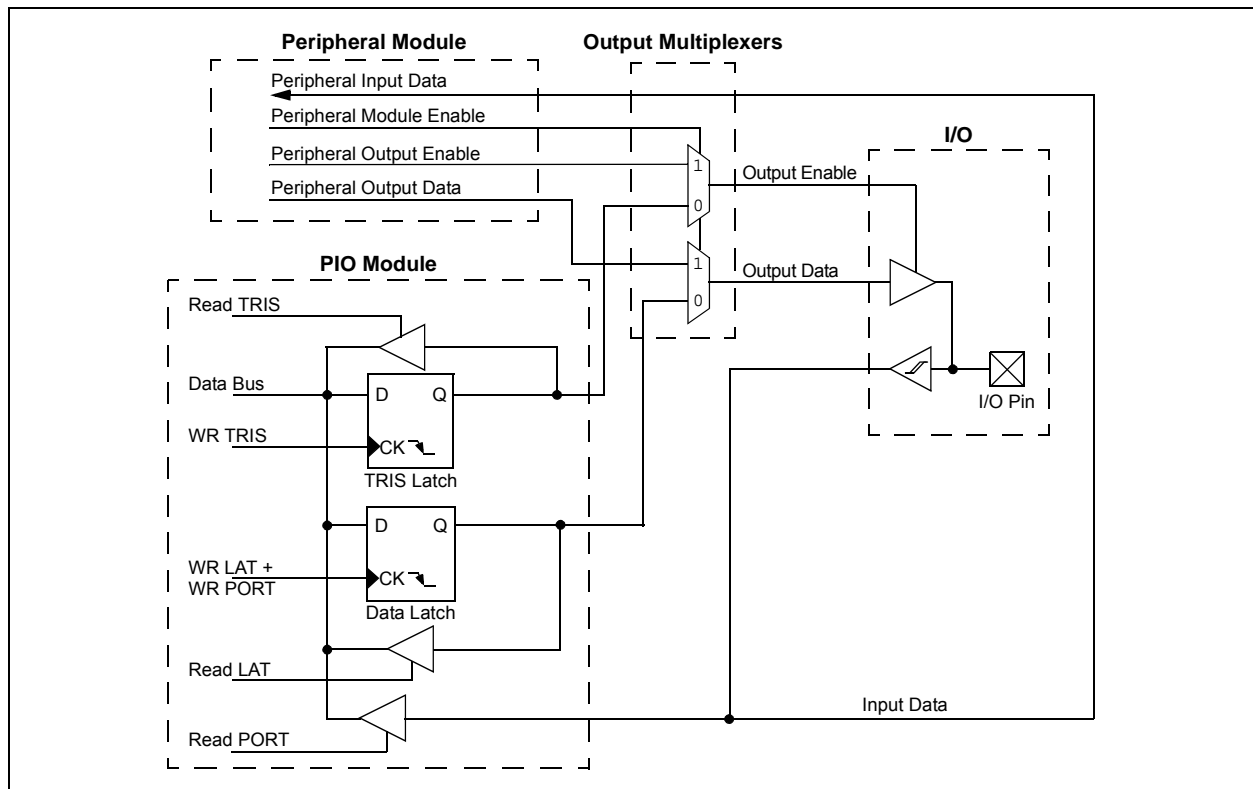 Peripheral Module
Output Multiplexers
Peripheral Input Data
Peripheral Module Enable
Peripheral Output Enable
Peripheral Output Data
1
0
1
0
Output Enable
Output Data
I/O
I/O Pin
PIO Module
Read TRIS
Data Bus
D Q
WR TRIS
CK
TRIS Latch
D Q
WR LAT +
WR PORT
CK
Data Latch
Read LAT
Read PORT
Input Data